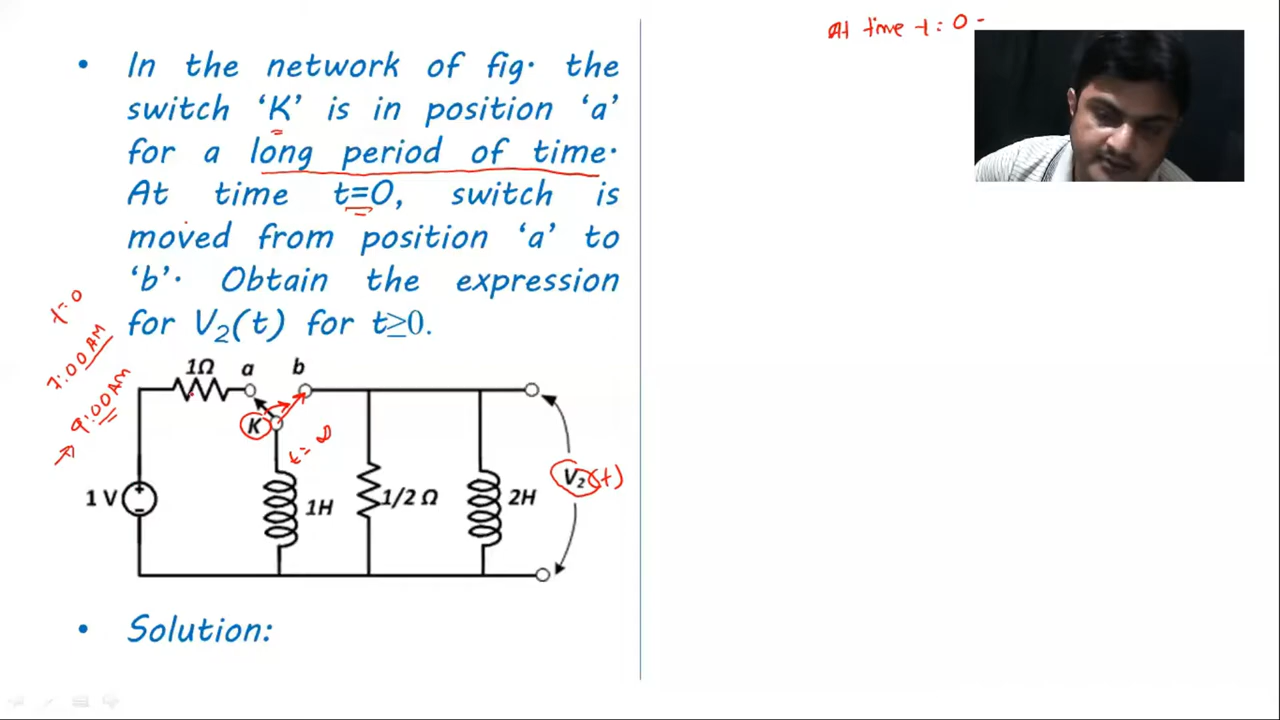 • In the network of fig. the
switch ‘K’ is in position ‘a’
for a long period of time.
At time t=0, switch is
moved from position ‘a’ to
‘b’. Obtain the expression
for V₂(t) for t≥0.
t=0
7:00 AM
→ 9:00 AM
1Ω a b
K
t=∞
1 V
1H
1/2 Ω
2H
V₂(t)
• Solution:
At time t=0-